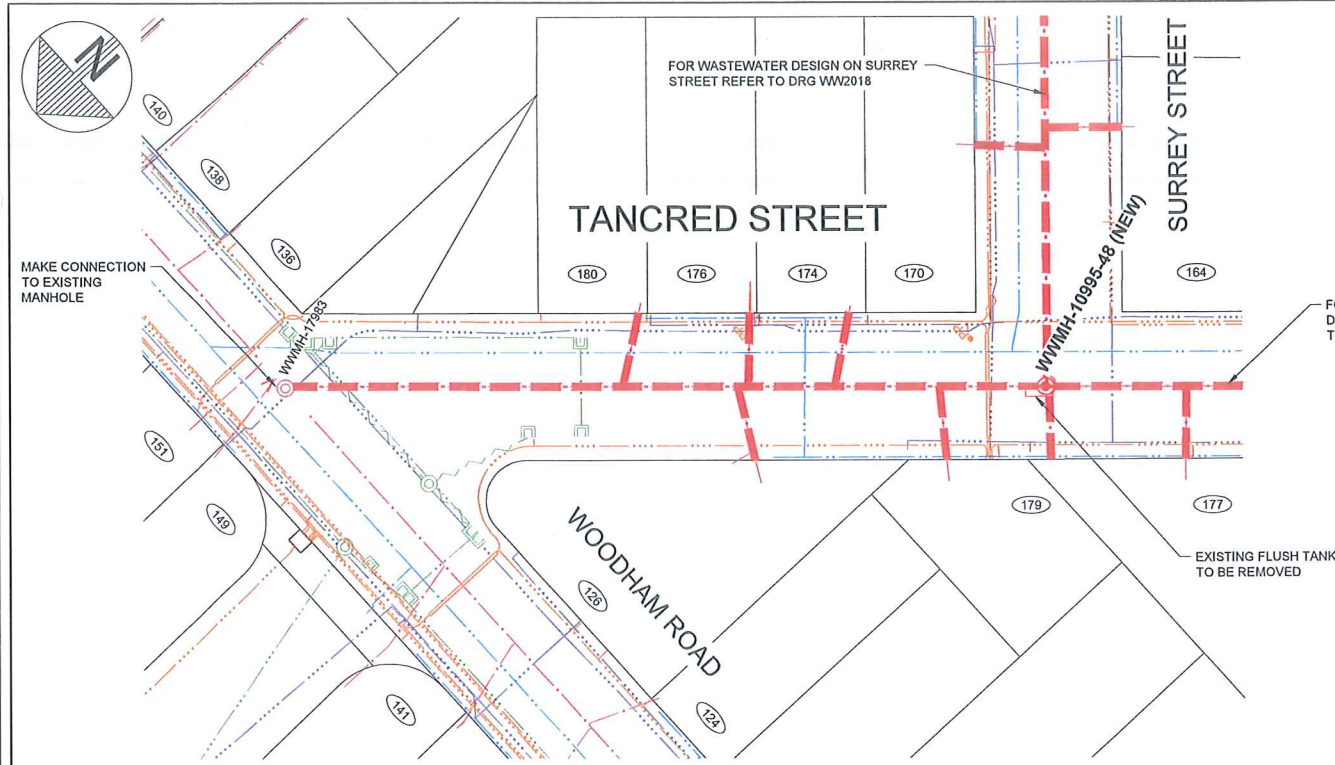 N
FOR WASTEWATER DESIGN ON SURREY
STREET REFER TO DRG WW2018
SURREY STREET
TANCRED STREET
140
138
136
180
176
174
170
164
MAKE CONNECTION
TO EXISTING
MANHOLE
WWMH-17983
WWMH-10995-48 (NEW)
151
149
141
179
177
EXISTING FLUSH TANK
TO BE REMOVED
WOODHAM ROAD
126
124